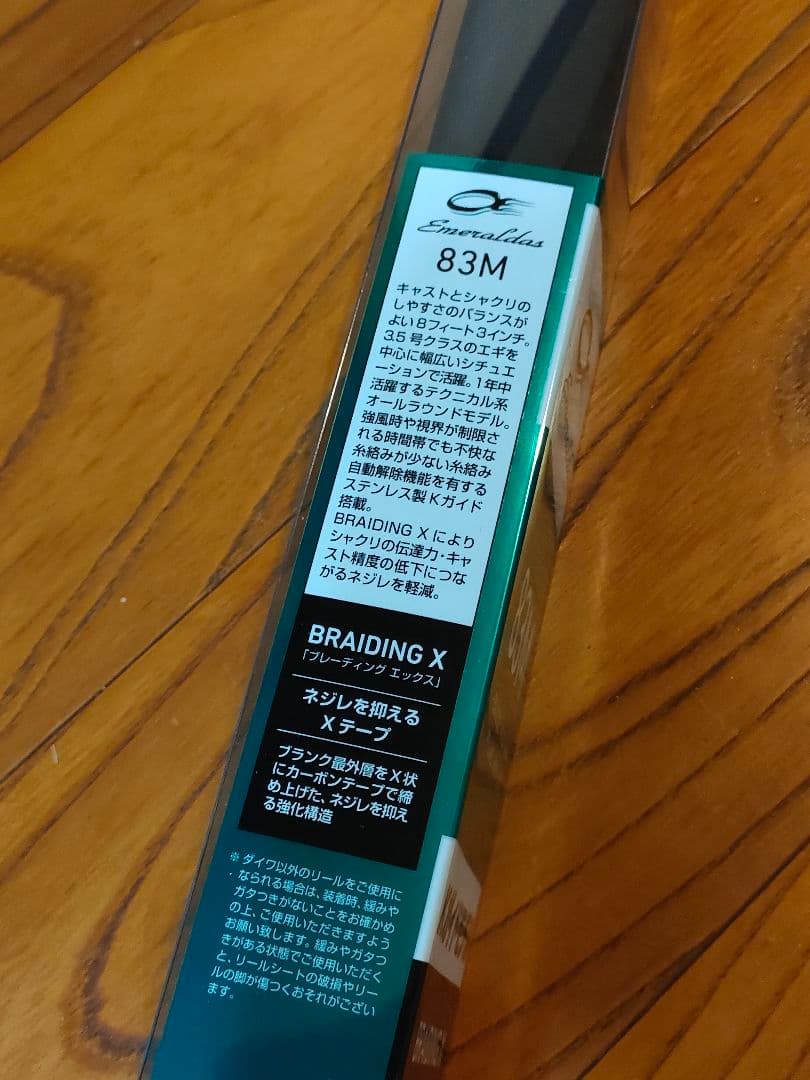 Emeraldas
83M
キャストとシャクリの
しやすさのバランスが
よい8フィート3インチ。
3.5号クラスのエギを
中心に幅広いシチュエ
ーションで活躍。1年中
活躍するテクニカル系
オールラウンドモデル。
強風時や視界が制限さ
れる時間帯でも不快な
糸絡みが少ない糸絡み
自動解除機能を有する
ステンレス製Kガイド
搭載。
BRAIDING Xにより
シャクリの伝達力・キャ
スト精度の低下につな
がるネジレを軽減。
BRAIDING X
「ブレーディング エックス」
ネジレを抑える
Xテープ
ブランク最外層をX状
にカーボンテープで締
め上げた、ネジレを抑え
る強化構造
※ダイワ以外のリールをご使用に
なられる場合は、装着時、緩みや
ガタつきがないことをお確かめ
の上、ご使用いただきますよう
お願い致します。緩みやガタつ
きがある状態でご使用いただく
と、リールシートの破損やリー
ルの脚が傷つくおそれがござい
ます。